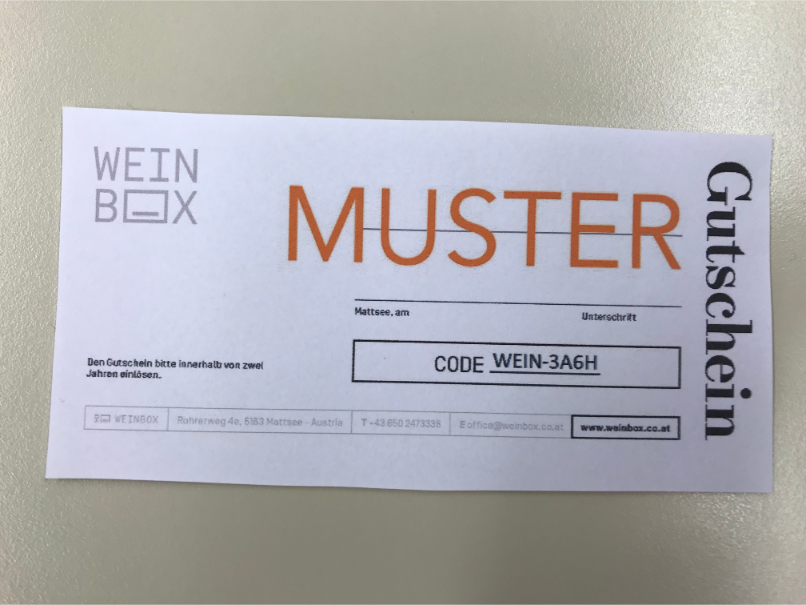 WEIN
BOX
MUSTER
Gutschein
Mattsee, am
Unterschrift
CODE WEIN-3A6H
Den Gutschein bitte innerhalb von zwei
Jahren einlösen.
WEINBOX
Rohrerweg 4a, 5163 Mattsee - Austria
T +43 650 2473335
E office@weinbox.co.at
www.weinbox.co.at